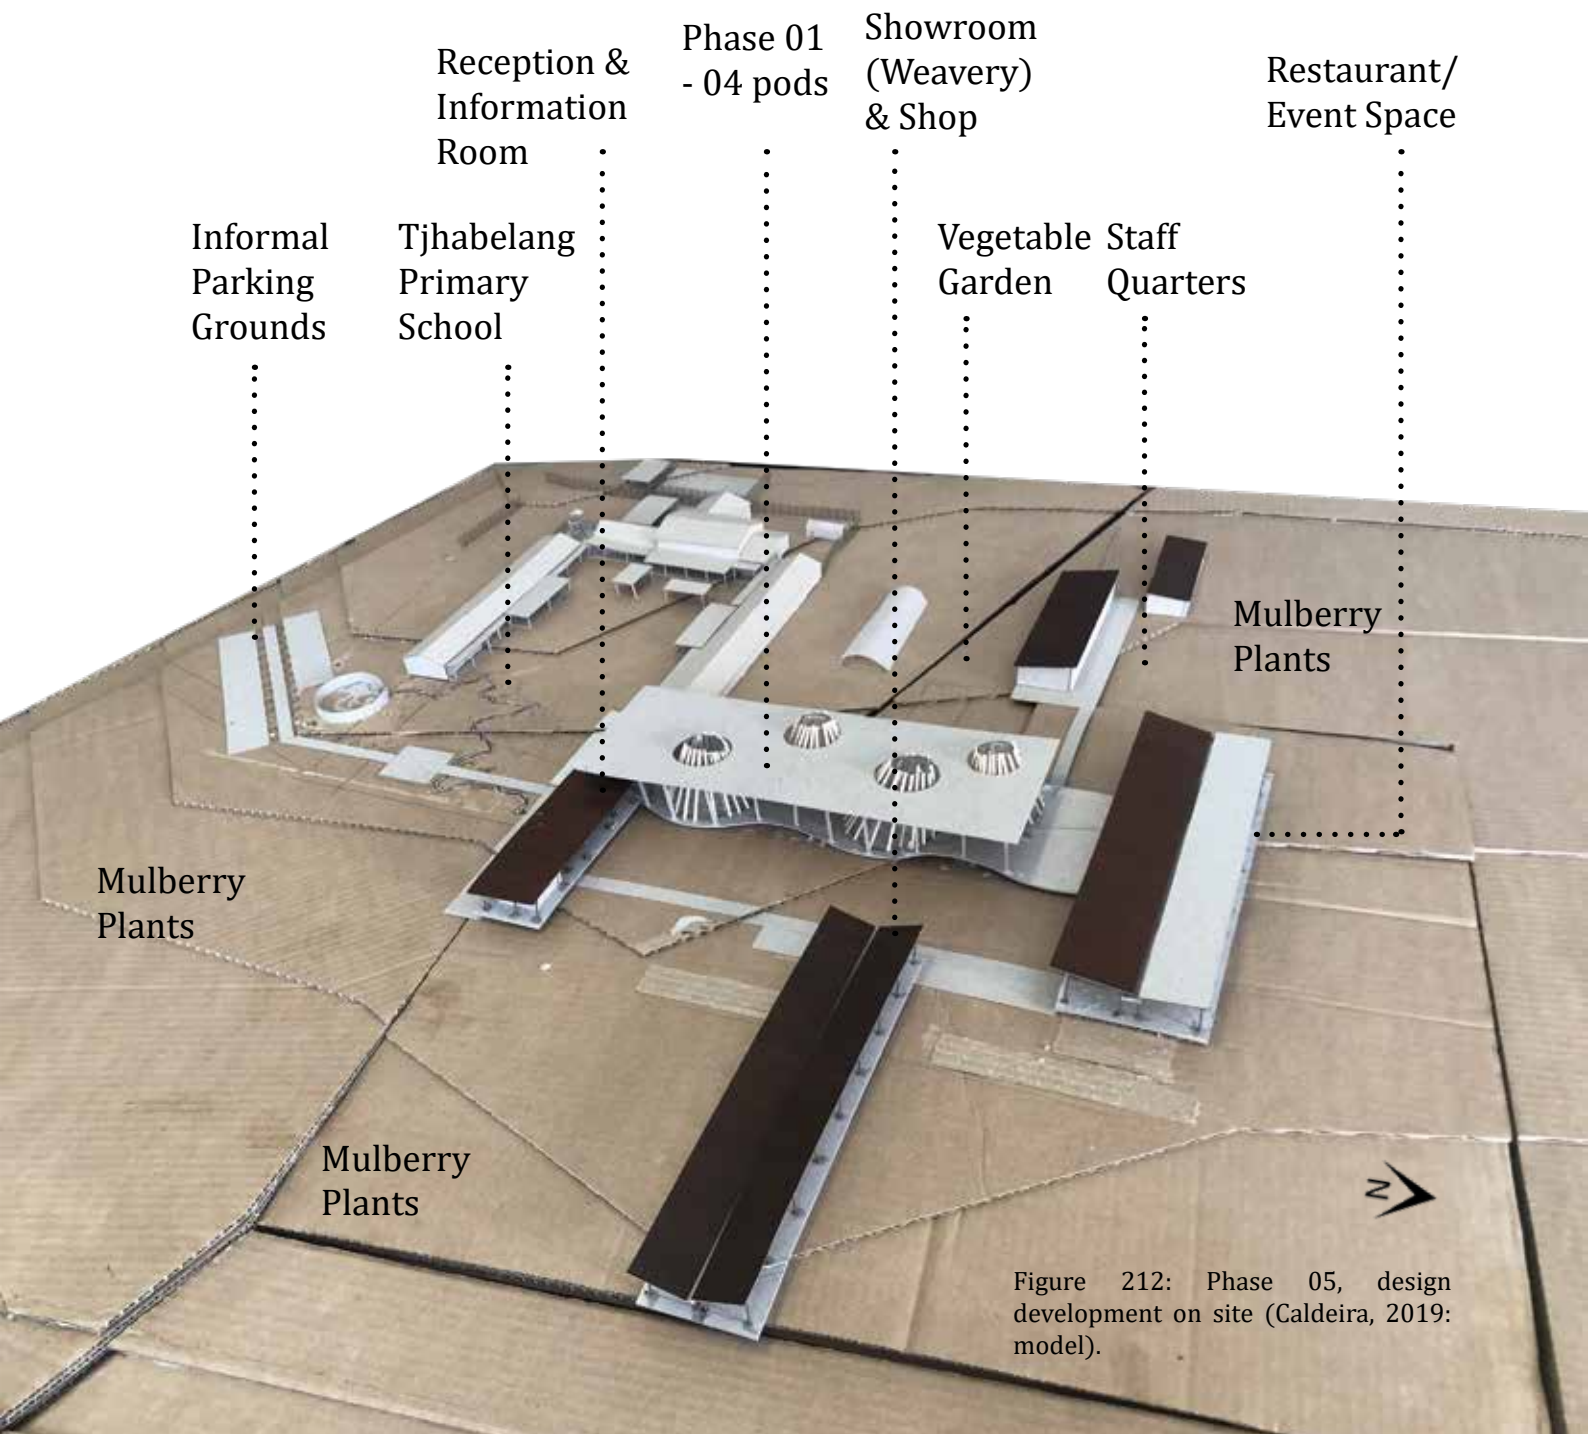 Reception &
Information
Room
Phase 01
- 04 pods
Showroom
(Weavery)
& Shop
Restaurant/
Event Space
Informal
Parking
Grounds
Tjhabelang
Primary
School
Vegetable
Garden
Staff
Quarters
Mulberry
Plants
Mulberry
Plants
Mulberry
Plants
N
Figure 212: Phase 05, design
development on site (Caldeira, 2019:
model).